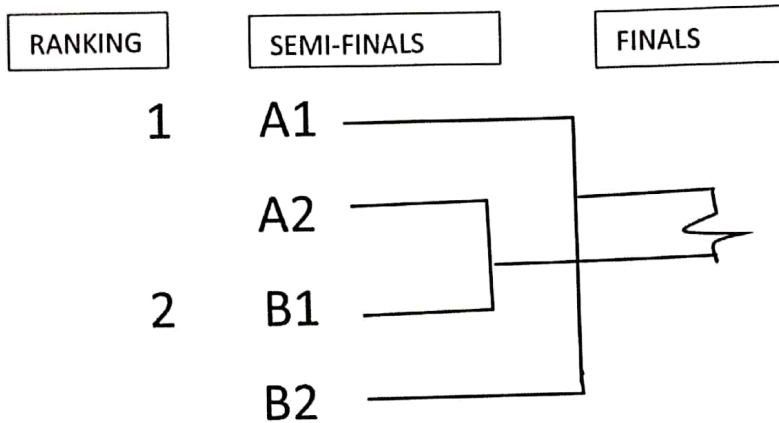 RANKING SEMI-FINALS FINALS
1 A1
A2
2 B1
B2